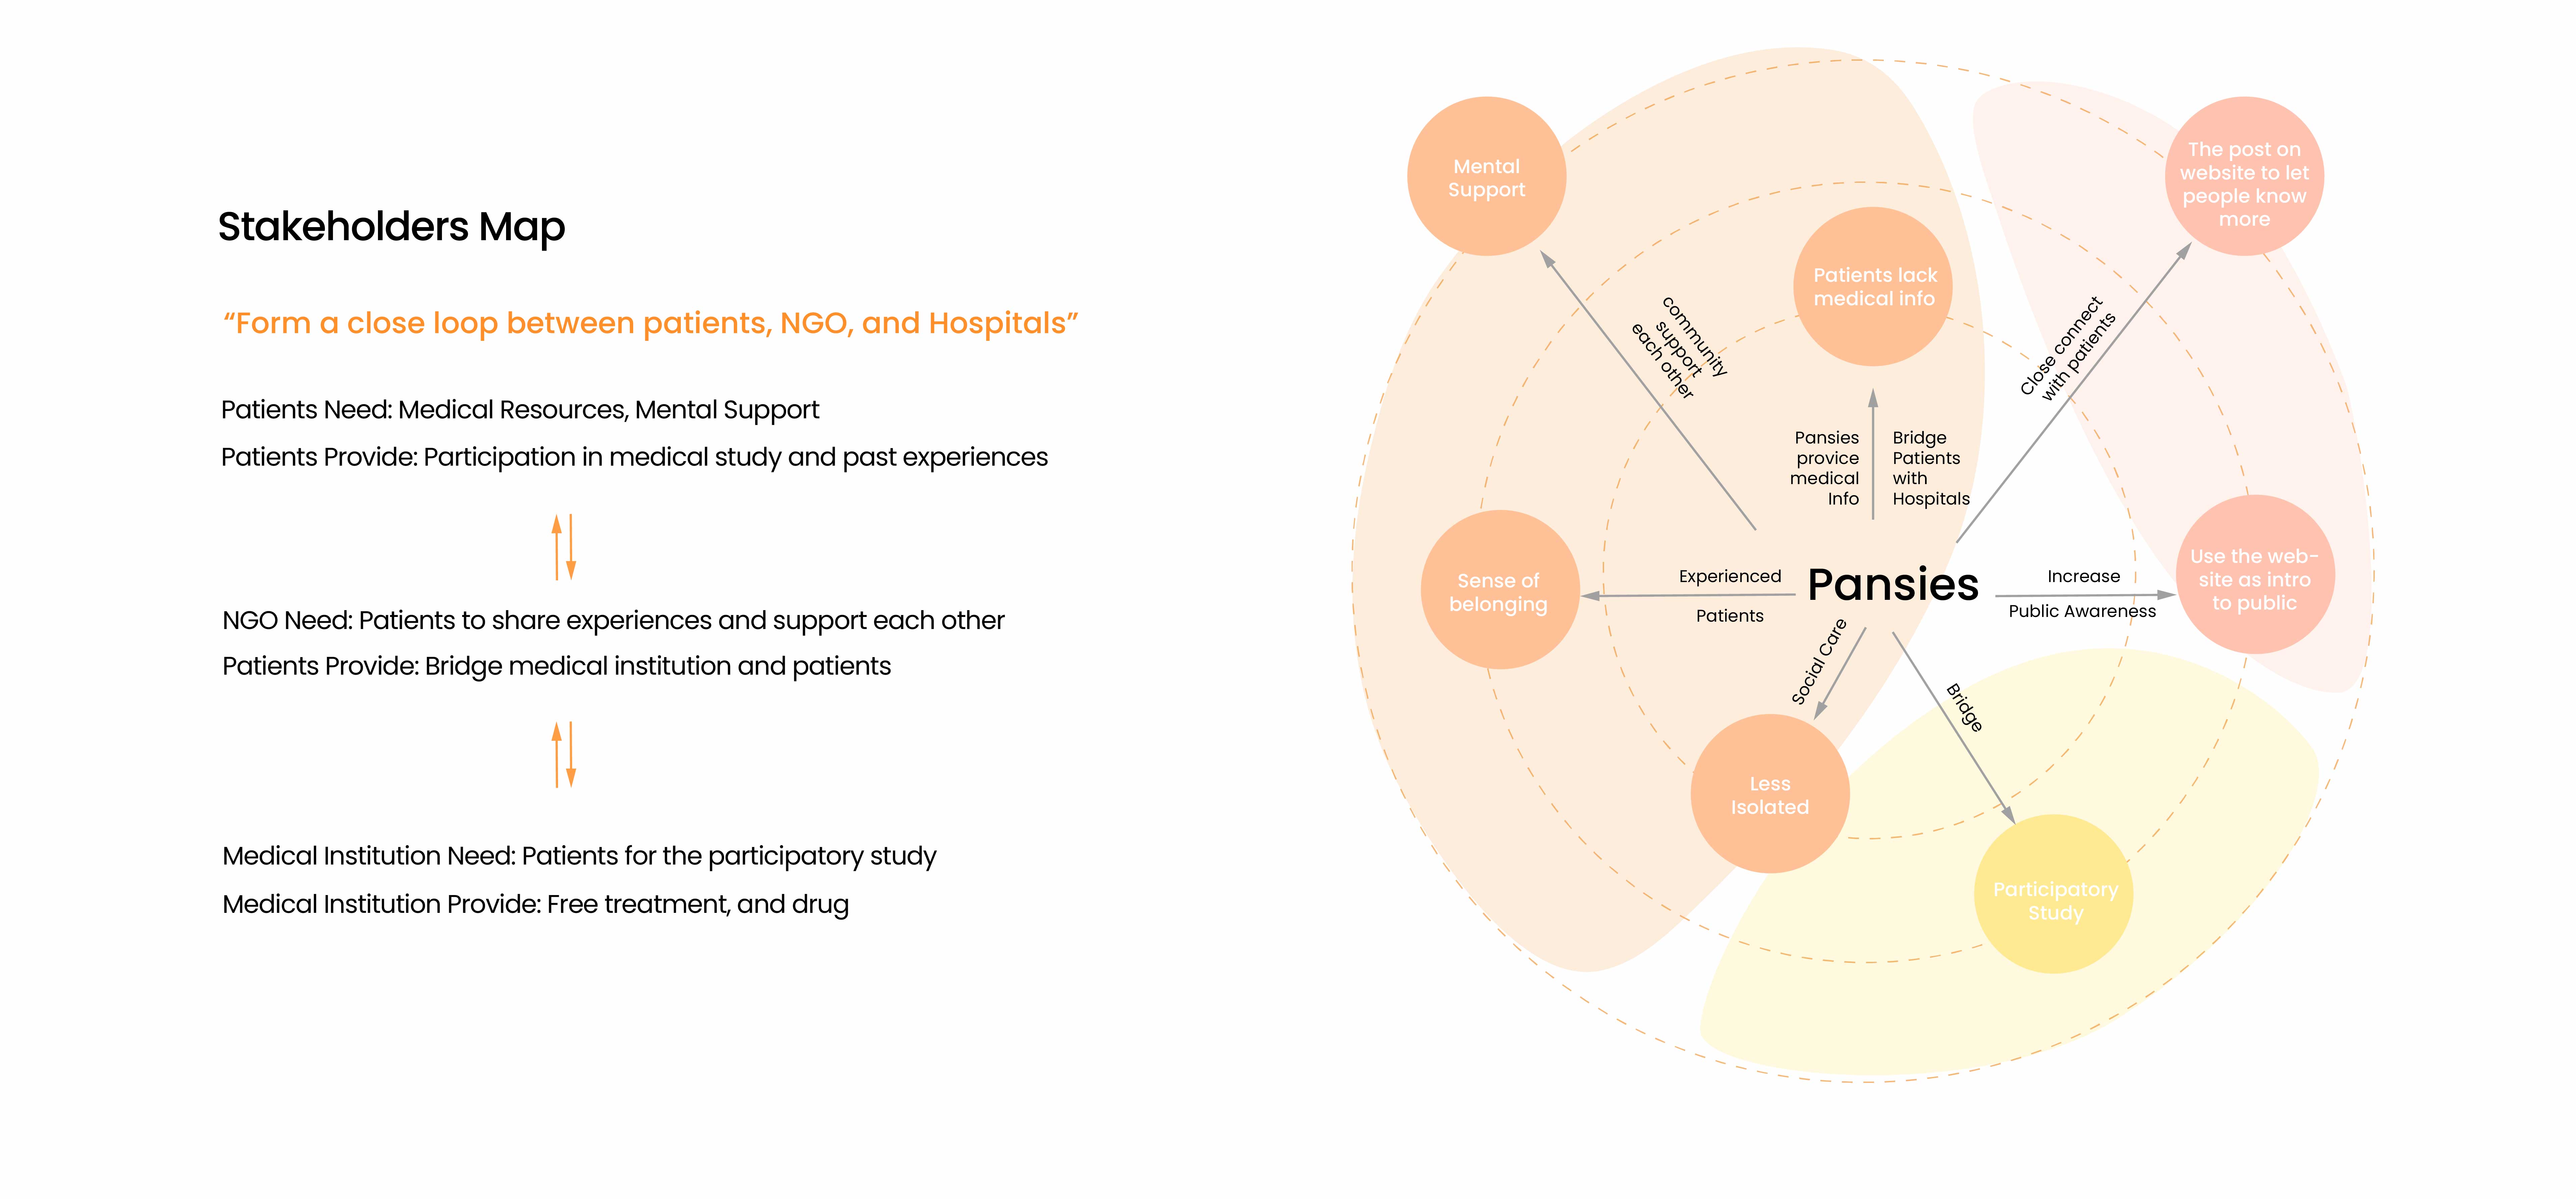 Stakeholders Map
“Form a close loop between patients, NGO, and Hospitals”
Patients Need: Medical Resources, Mental Support
Patients Provide: Participation in medical study and past experiences
NGO Need: Patients to share experiences and support each other
Patients Provide: Bridge medical institution and patients
Medical Institution Need: Patients for the participatory study
Medical Institution Provide: Free treatment, and drug
Mental
Support
The post on
website to let
people know
more
Patients lack
medical info
community
support
each other
Close connect
with patients
Pansies
provice
medical
Info
Bridge
Patients
with
Hospitals
Sense of
belonging
Experienced
Patients
Pansies
Increase
Public Awareness
Use the web-
site as intro
to public
Social Care
Bridge
Less
Isolated
Participatory
Study